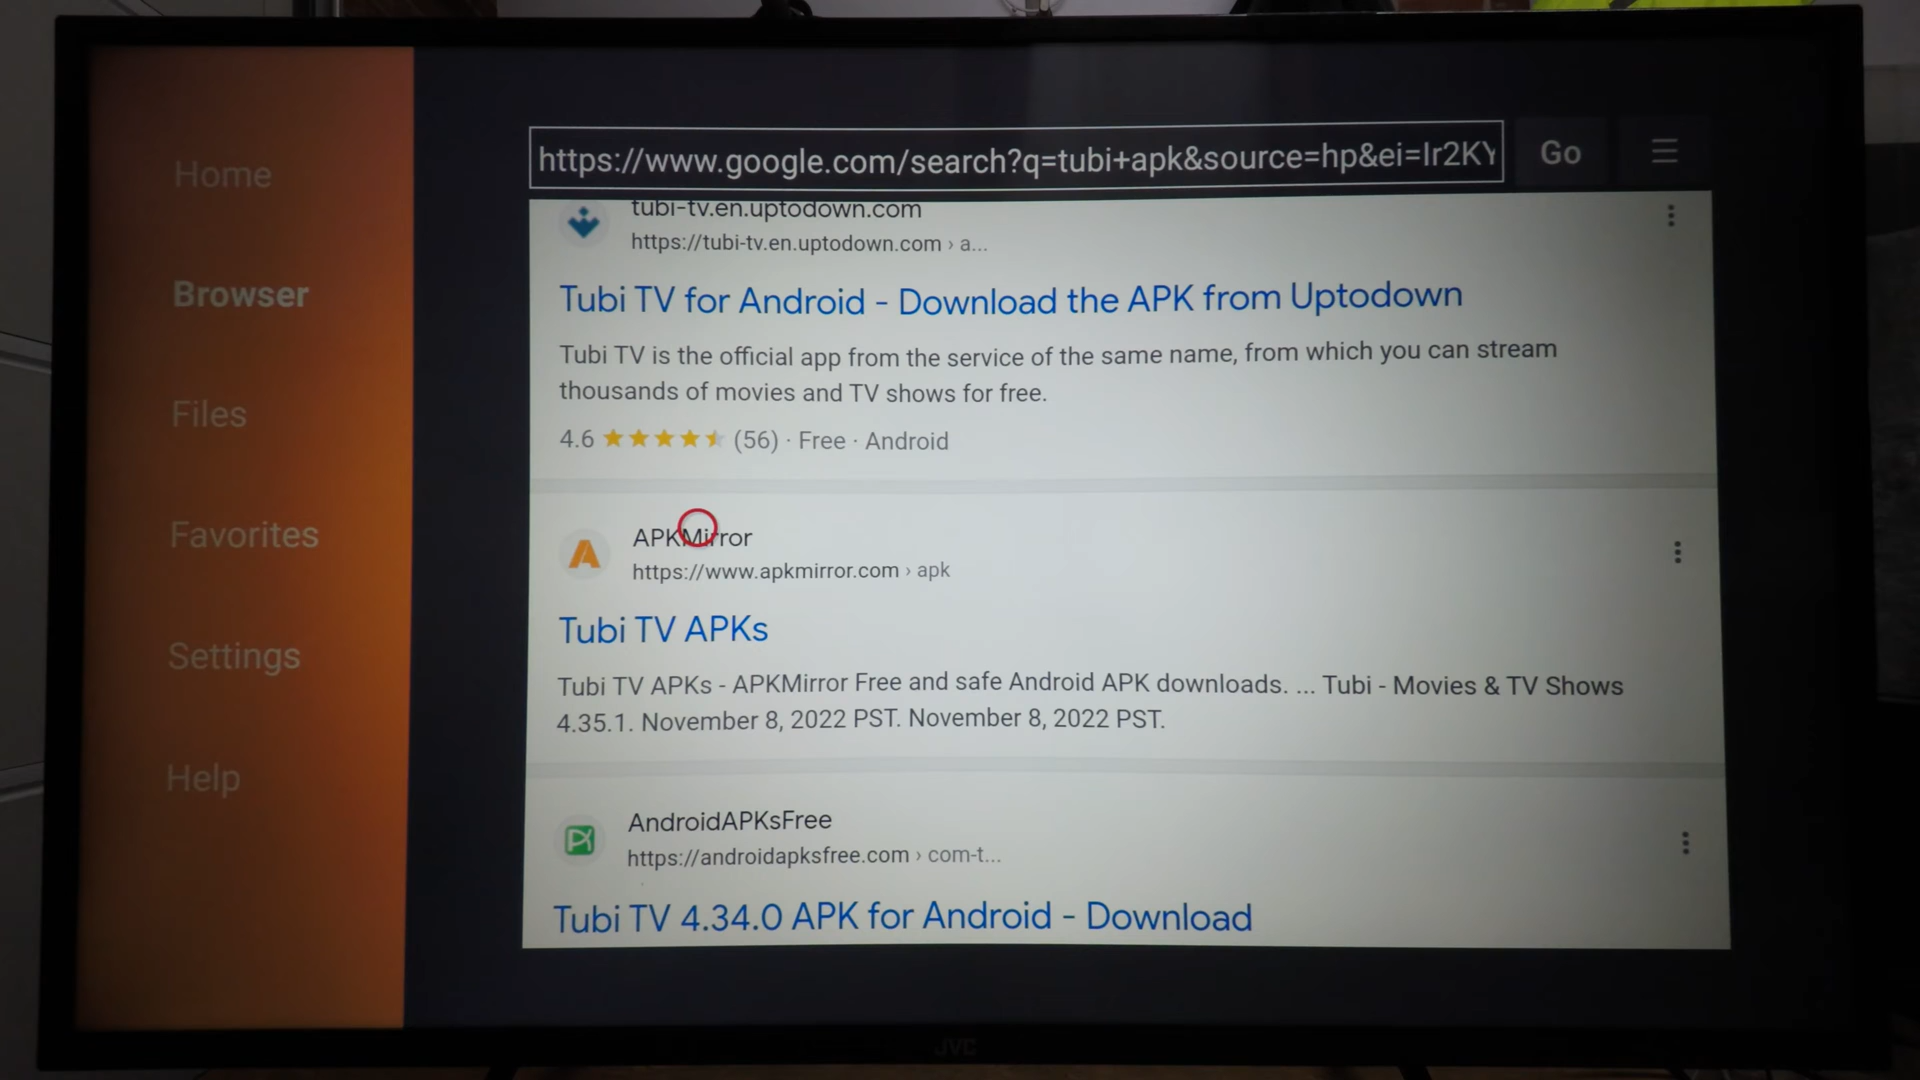 Home
Browser
Files
Favorites
Settings
Help
https://www.google.com/search?q=tubi+apk&source=hp&ei=Ir2KY
Go
tubi-tv.en.uptodown.com
https://tubi-tv.en.uptodown.com › a...
Tubi TV for Android - Download the APK from Uptodown
Tubi TV is the official app from the service of the same name, from which you can stream
thousands of movies and TV shows for free.
4.6 ★★★★★ (56) · Free · Android
APKMirror
https://www.apkmirror.com › apk
Tubi TV APKs
Tubi TV APKs - APKMirror Free and safe Android APK downloads. ... Tubi - Movies & TV Shows
4.35.1. November 8, 2022 PST. November 8, 2022 PST.
AndroidAPKsFree
https://androidapksfree.com › com-t...
Tubi TV 4.34.0 APK for Android - Download
JVC